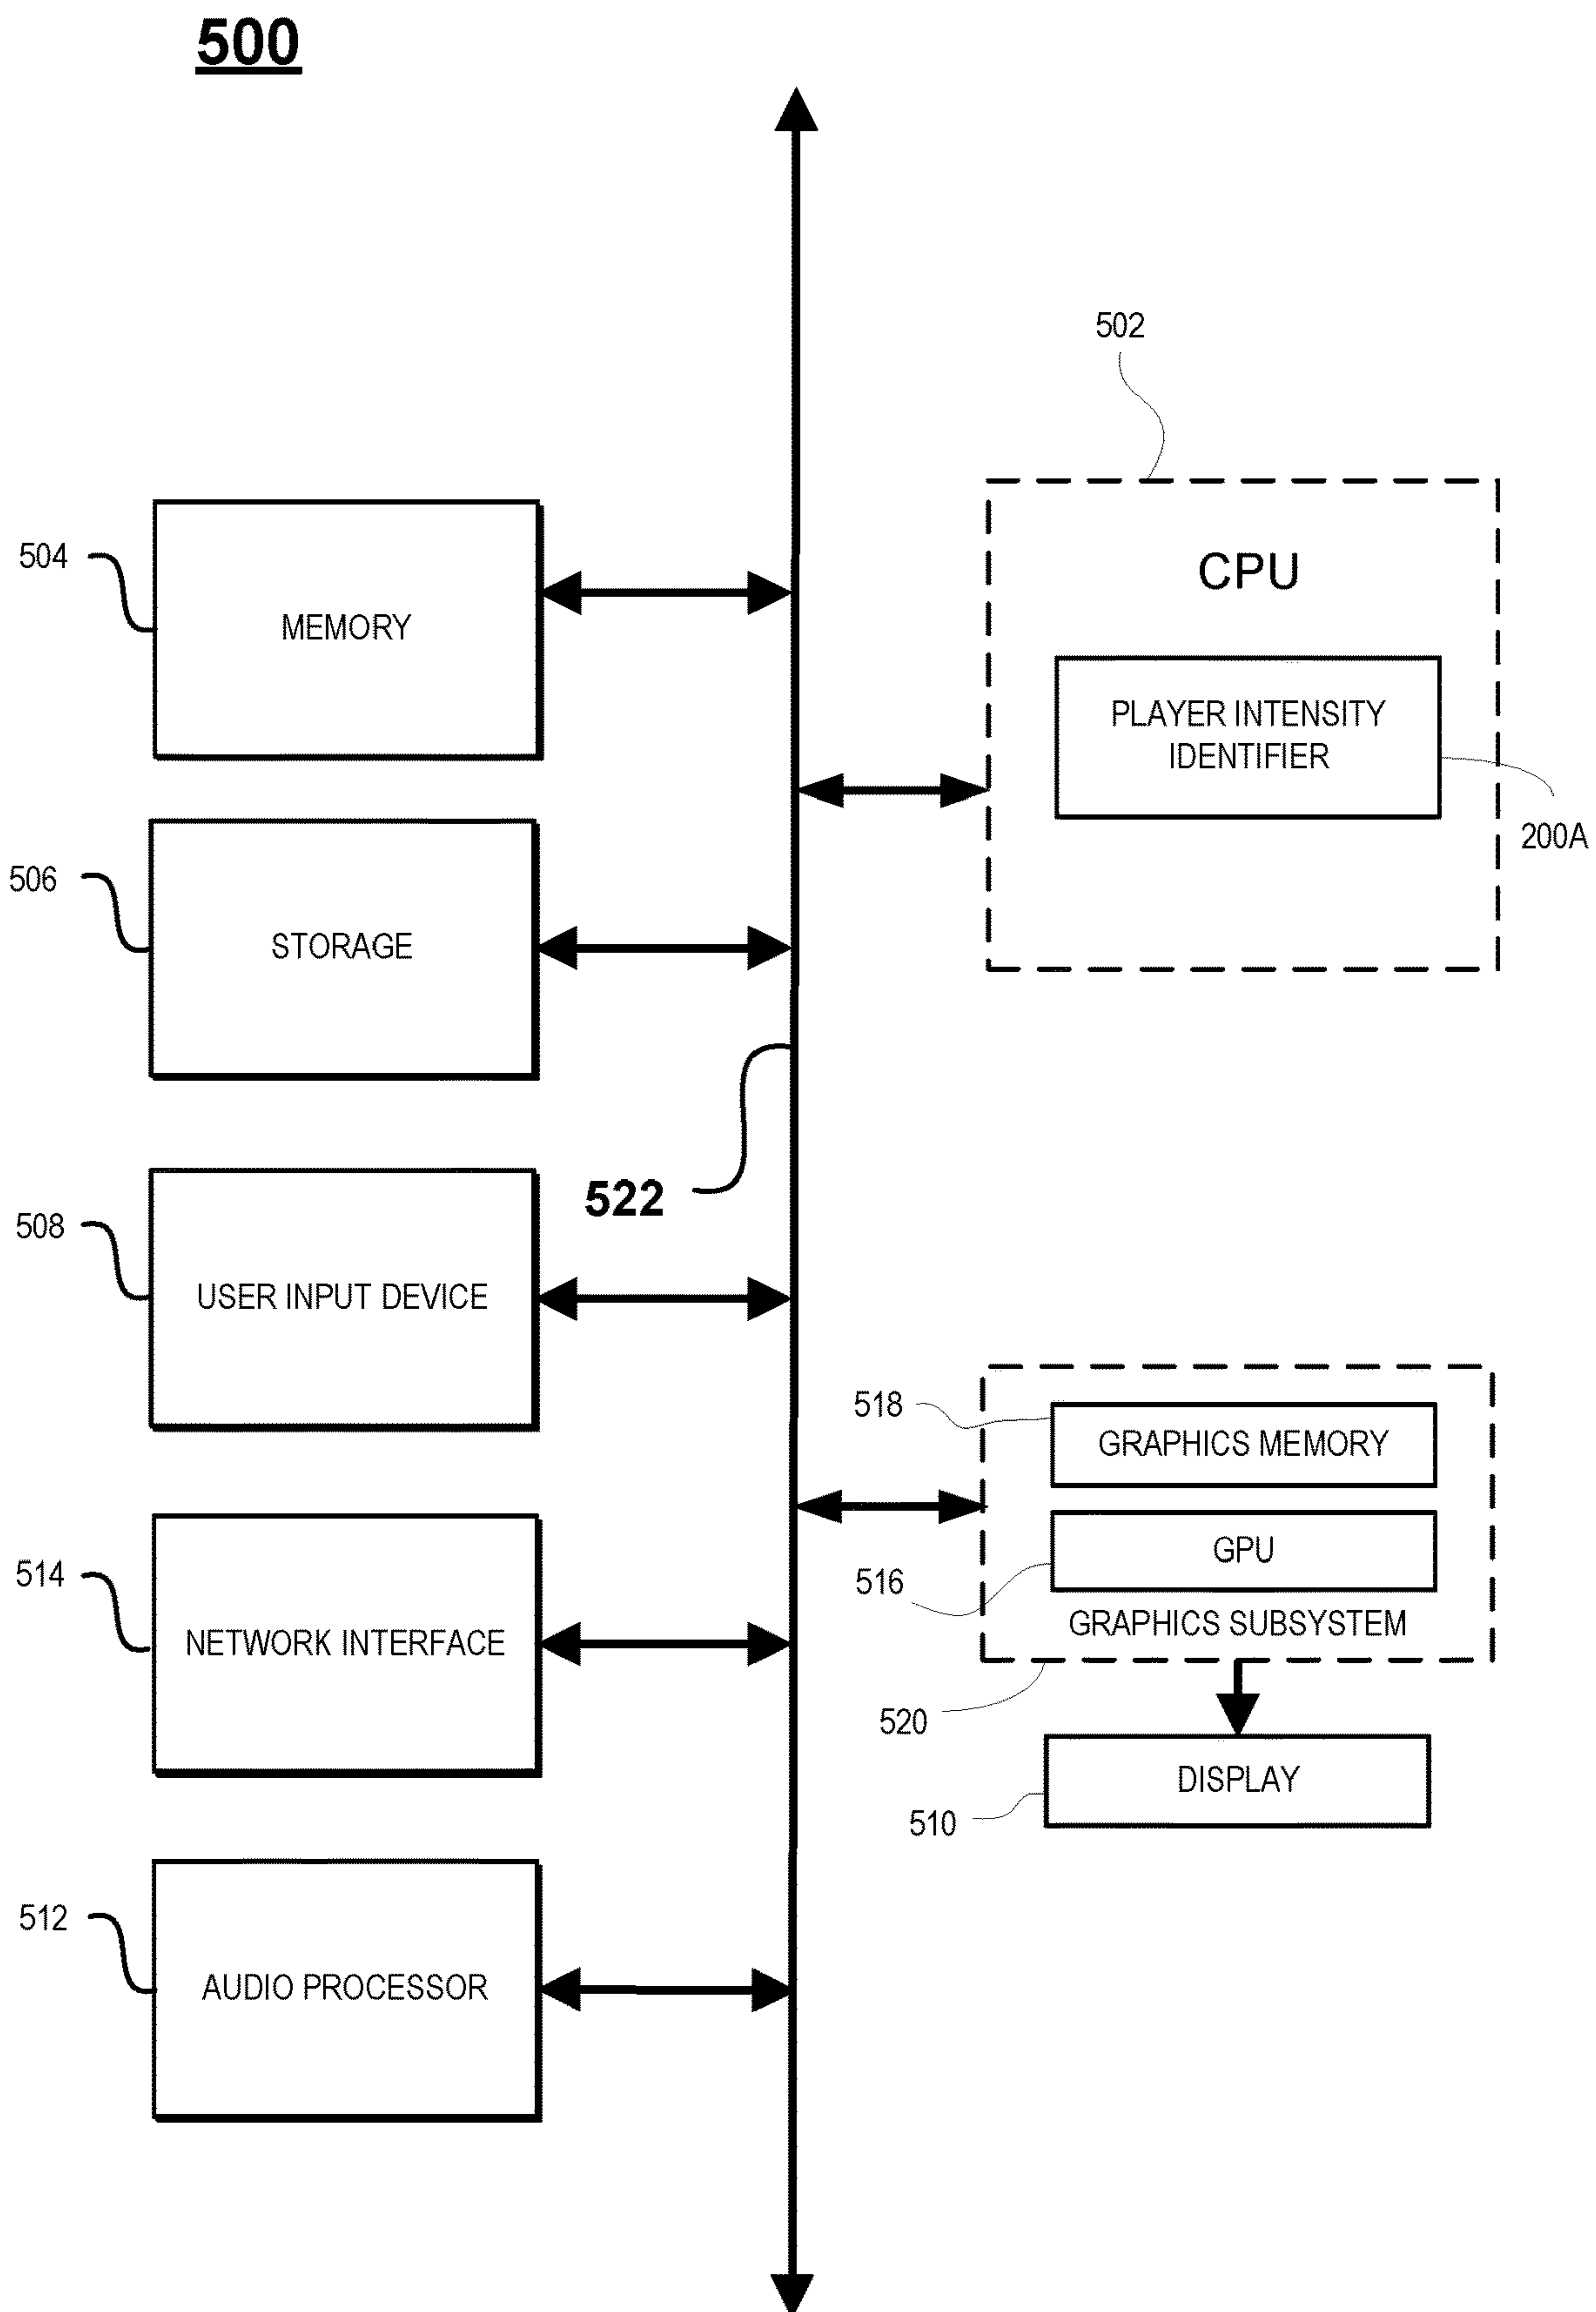 500
502
CPU
504
MEMORY
PLAYER INTENSITY
IDENTIFIER
200A
506
STORAGE
522
508
USER INPUT DEVICE
518
GRAPHICS MEMORY
GPU
516
GRAPHICS SUBSYSTEM
514
NETWORK INTERFACE
520
DISPLAY
510
512
AUDIO PROCESSOR